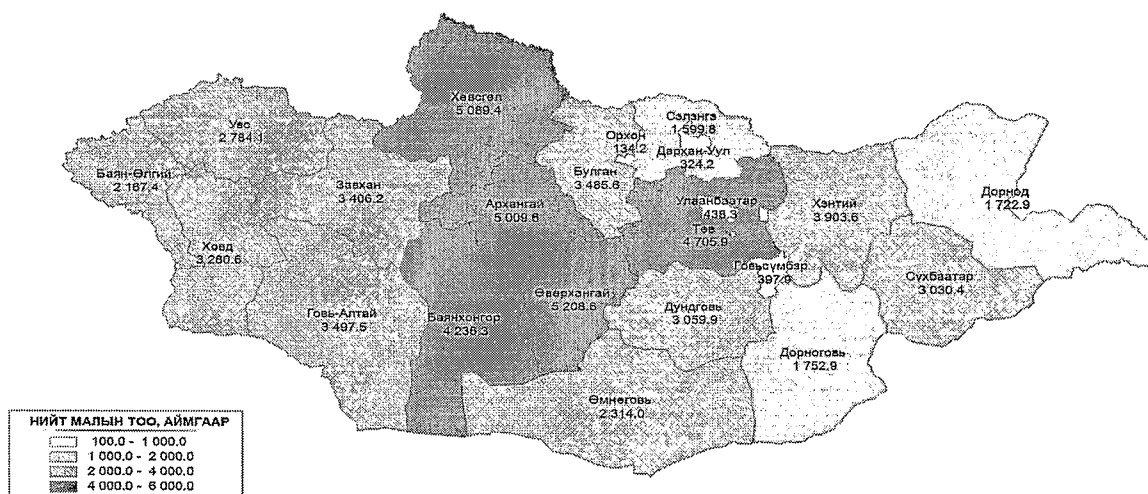 Хөвсгөл
5 089.4
Увс
2 784.1
Баян-Өлгий
2 167.4
Завхан
3 406.2
Архангай
5 009.6
Булган
3 485.6
Орхон
134.2
Сэлэнгэ
1 599.8
Дархан-Уул
324.2
Улаанбаатар
438.3
Төв
4 705.9
Хэнтий
3 903.6
Дорнод
1 722.9
Ховд
3 280.6
Говь-Алтай
3 497.5
Баянхонгор
4 236.3
Өвөрхангай
5 208.6
Говьсүмбэр
397.9
Дундговь
3 059.9
Сүхбаатар
3 030.4
Дорноговь
1 752.9
Өмнөговь
2 314.0
НИЙТ МАЛЫН ТОО, АЙМГААР
100.0 - 1 000.0
1 000.0 - 2 000.0
2 000.0 - 4 000.0
4 000.0 - 6 000.0